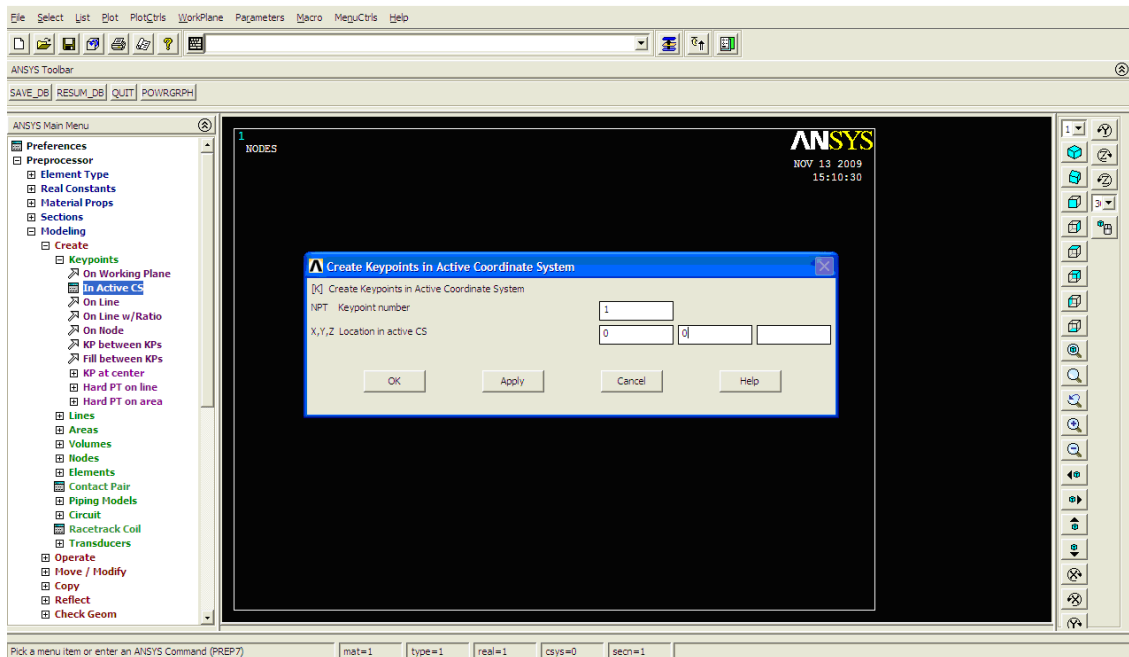 File Select List Plot PlotCtrls WorkPlane Parameters Macro MenuCtrls Help
ANSYS Toolbar
SAVE_DB RESUM_DB QUIT POWRGRPH
ANSYS Main Menu
Preferences
Preprocessor
Element Type
Real Constants
Material Props
Sections
Modeling
Create
Keypoints
On Working Plane
In Active CS
On Line
On Line w/Ratio
On Node
KP between KPs
Fill between KPs
KP at center
Hard PT on line
Hard PT on area
Lines
Areas
Volumes
Nodes
Elements
Contact Pair
Piping Models
Circuit
Racetrack Coil
Transducers
Operate
Move / Modify
Copy
Reflect
Check Geom
1
NODES
ANSYS
NOV 13 2009
15:10:30
Create Keypoints in Active Coordinate System
[K] Create Keypoints in Active Coordinate System
NPT Keypoint number 1
X,Y,Z Location in active CS 0 0
OK Apply Cancel Help
1
Pick a menu item or enter an ANSYS Command (PREP7) mat=1 type=1 real=1 csys=0 secn=1